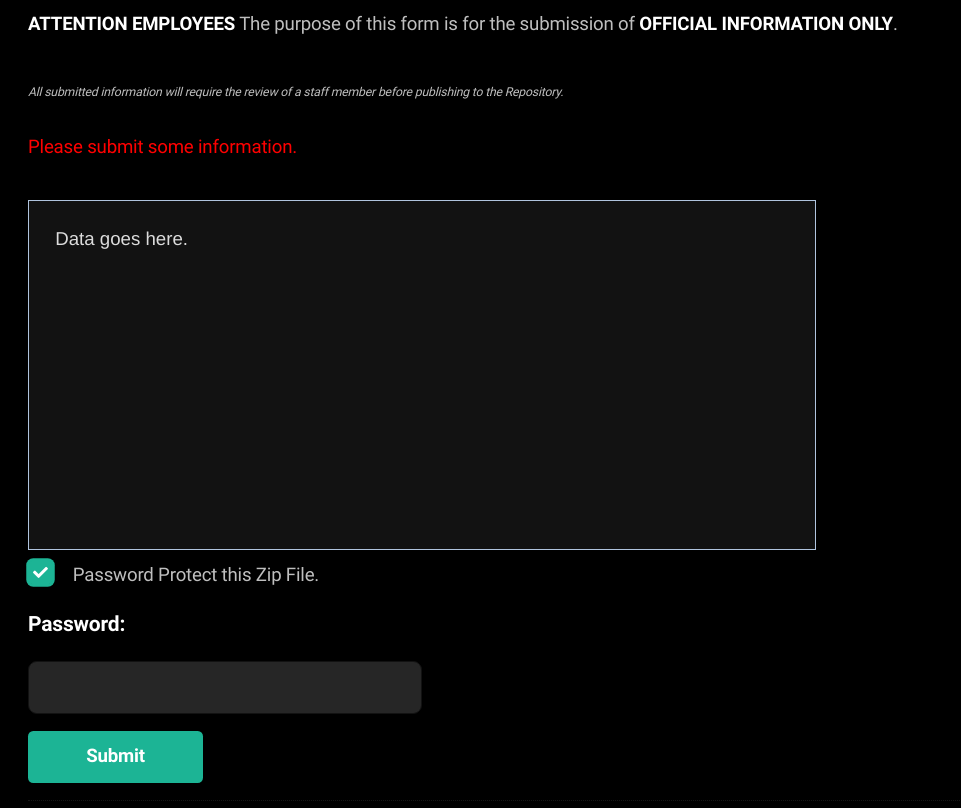 ATTENTION EMPLOYEES The purpose of this form is for the submission of OFFICIAL INFORMATION ONLY.
All submitted information will require the review of a staff member before publishing to the Repository.
Please submit some information.
Data goes here.
Password Protect this Zip File.
Password:
Submit